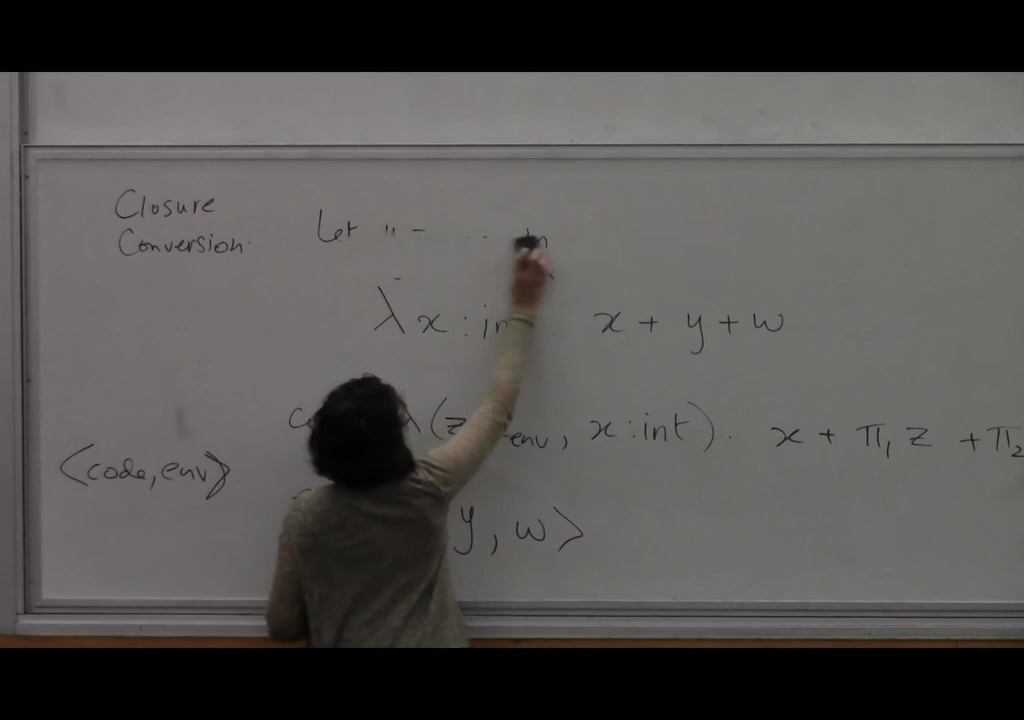 Closure
Conversion.
Let
λx : in . x + y + w
λ(z env, x:int). x + π₁ z + π₂
<code, env>
y, w>